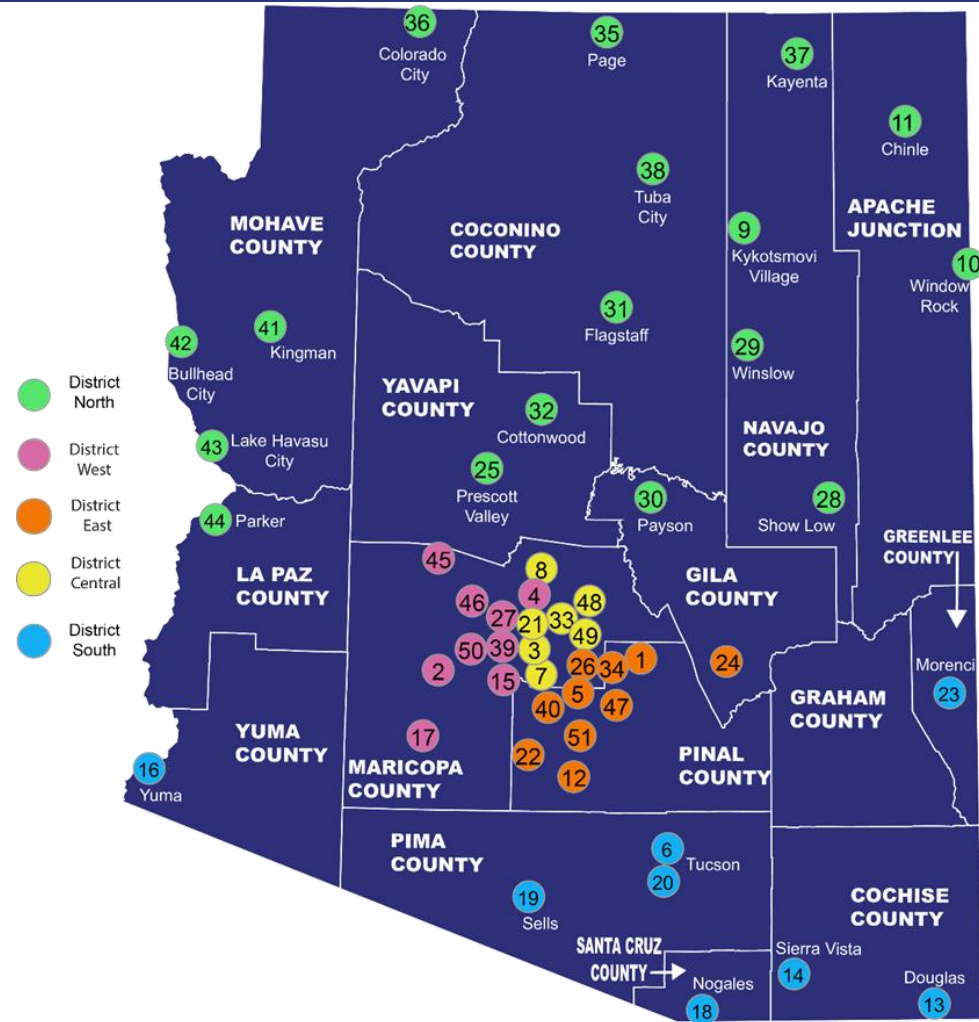 36
Colorado
City
35
Page
37
Kayenta
11
Chinle
38
Tuba
City
MOHAVE
COUNTY
COCONINO
COUNTY
9
Kykotsmovi
Village
APACHE
JUNCTION
10
Window
Rock
31
Flagstaff
41
Kingman
42
Bullhead
City
29
Winslow
District
North
District
West
District
East
District
Central
District
South
YAVAPI
COUNTY
32
Cottonwood
NAVAJO
COUNTY
43
Lake Havasu
City
25
Prescott
Valley
30
Payson
28
Show Low
44
Parker
GREENLEE
COUNTY
45
8
LA PAZ
COUNTY
GILA
COUNTY
46
4
48
27
21
33
49
50
39
3
2
15
7
26
34
1
24
Morenci
23
5
40
47
GRAHAM
COUNTY
YUMA
COUNTY
17
51
22
12
16
Yuma
MARICOPA
COUNTY
PINAL
COUNTY
PIMA
COUNTY
6
Tucson
20
19
Sells
COCHISE
COUNTY
SANTA CRUZ
COUNTY
Sierra Vista
14
Nogales
18
Douglas
13